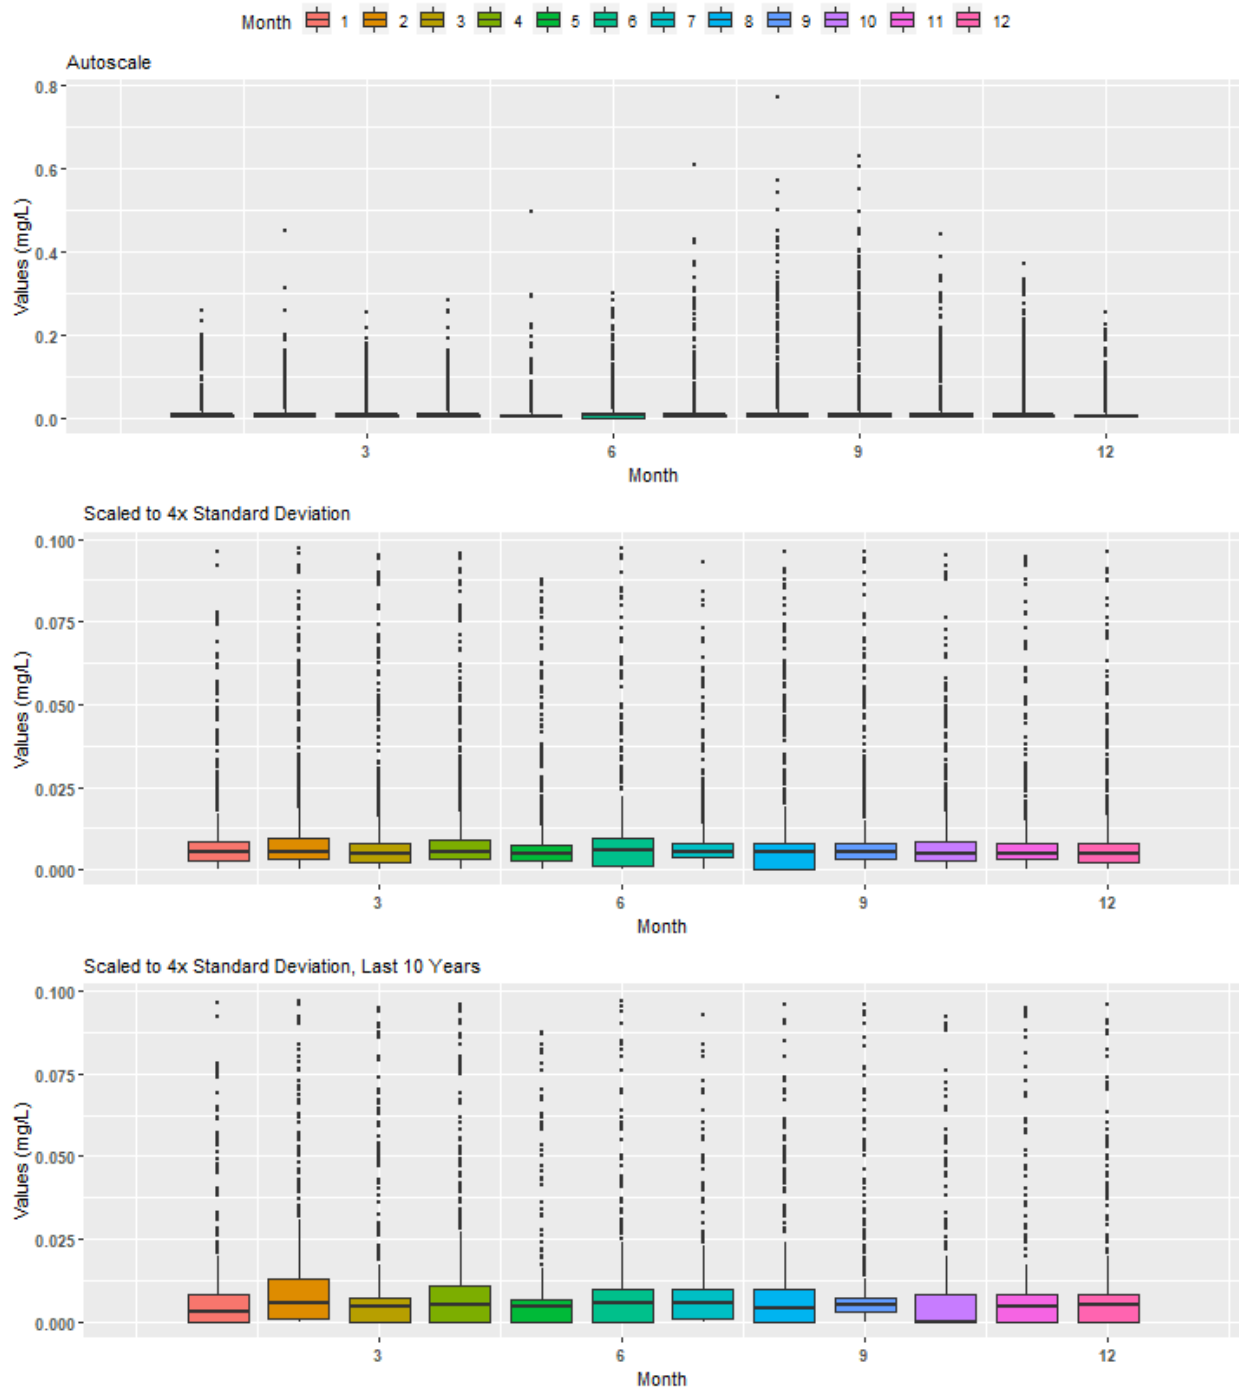 Month 1 2 3 4 5 6 7 8 9 10 11 12
Autoscale
Values (mg/L)
0.8
0.6
0.4
0.2
0.0
3 6 9 12
Month
Scaled to 4x Standard Deviation
Values (mg/L)
0.100
0.075
0.050
0.025
0.000
3 6 9 12
Month
Scaled to 4x Standard Deviation, Last 10 Years
Values (mg/L)
0.100
0.075
0.050
0.025
0.000
3 6 9 12
Month